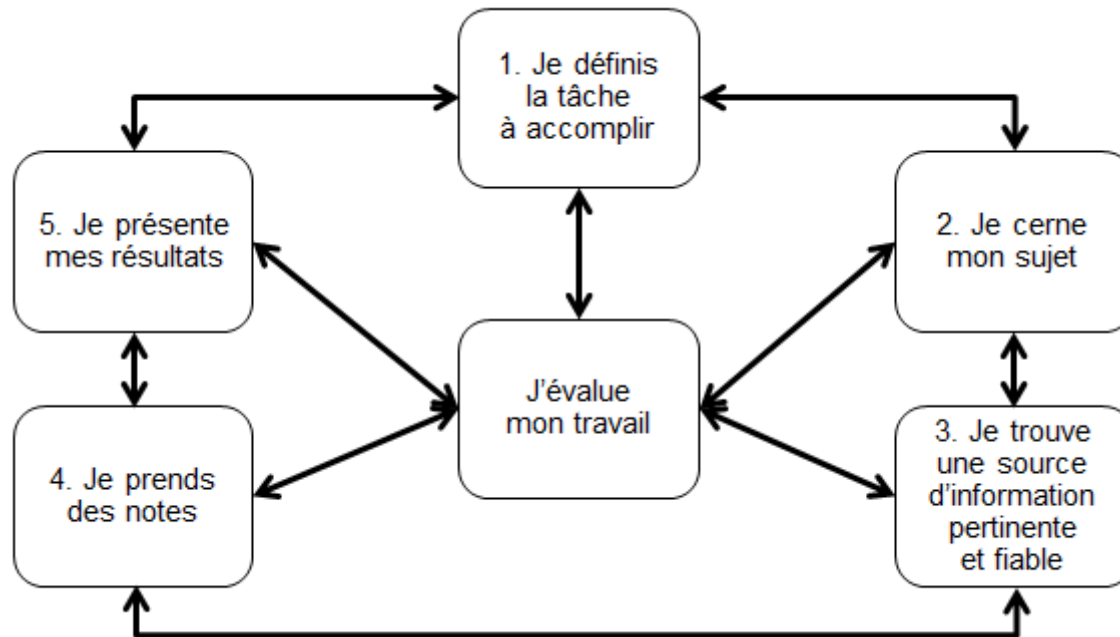 1. Je définis
la tâche
à accomplir
5. Je présente
mes résultats
2. Je cerne
mon sujet
J’évalue
mon travail
4. Je prends
des notes
3. Je trouve
une source
d’information
pertinente
et fiable